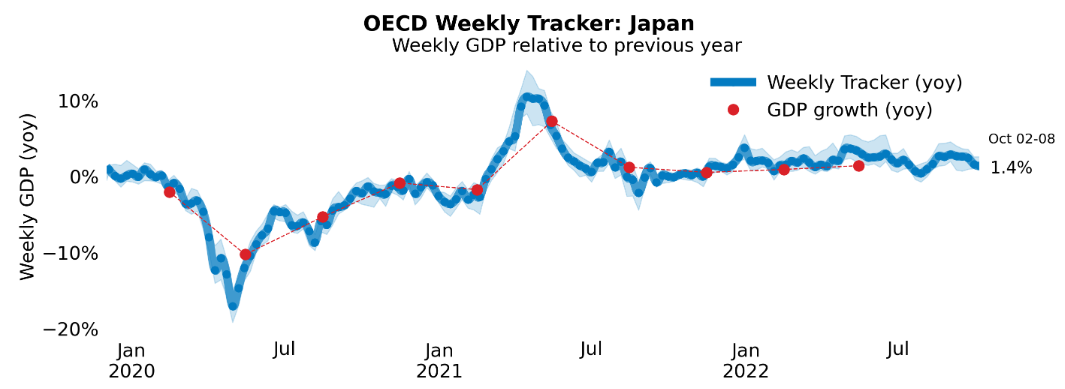 OECD Weekly Tracker: Japan
Weekly GDP relative to previous year
Weekly GDP (yoy)
10%
0%
−10%
−20%
Weekly Tracker (yoy)
GDP growth (yoy)
Oct 02-08
1.4%
Jan
2020
Jul
Jan
2021
Jul
Jan
2022
Jul